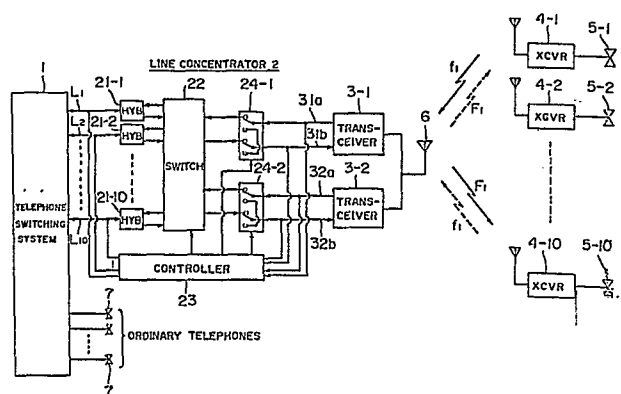 LINE CONCENTRATOR 2
1
L1
L2
L10
TELEPHONE
SWITCHING
SYSTEM
21-1
HYB
21-2
HYB
21-10
HYB
22
SWITCH
24-1
24-2
31a
31b
32a
32b
3-1
TRANS-
CEIVER
3-2
TRANS-
CEIVER
6
f1
F1
F1
f1
4-1
XCVR
5-1
4-2
XCVR
5-2
4-10
XCVR
5-10
CONTROLLER
23
7
7
ORDINARY TELEPHONES